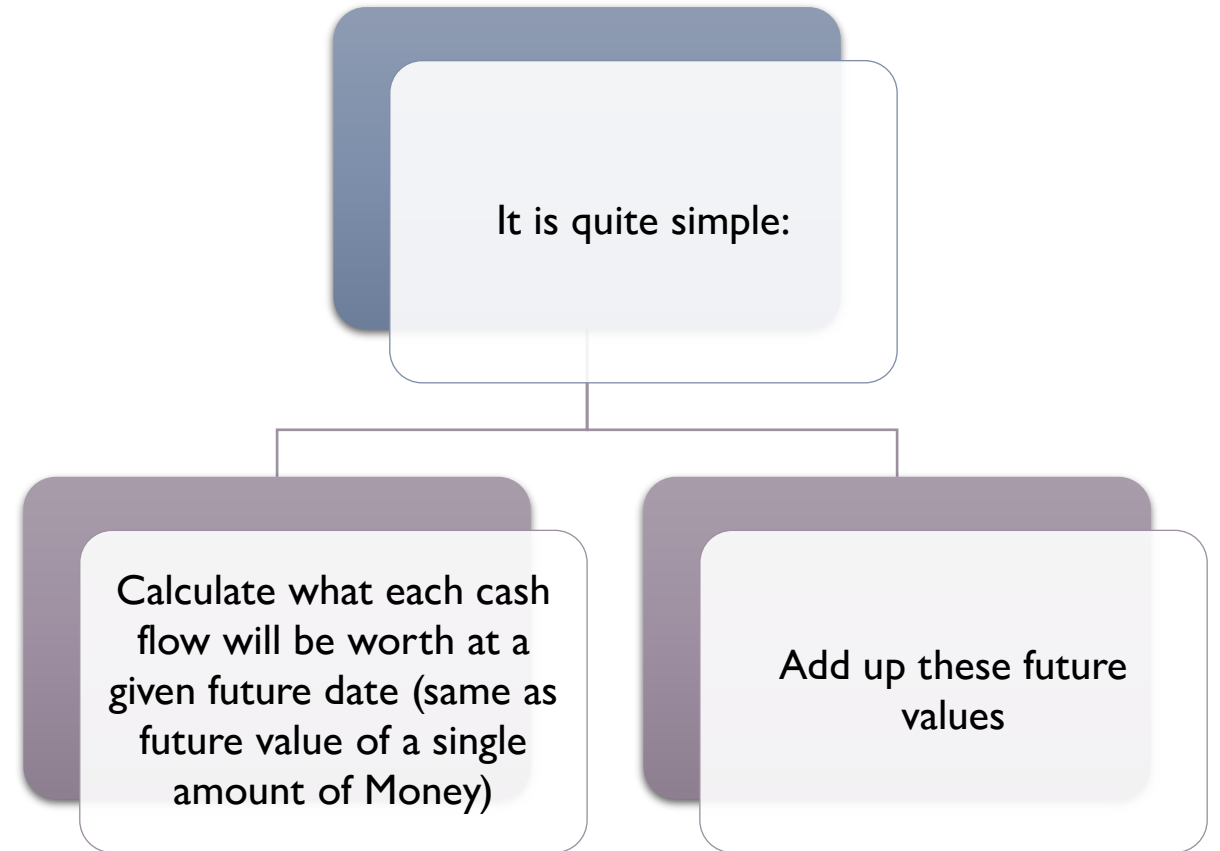 It is quite simple:
Calculate what each cash
flow will be worth at a
given future date (same as
future value of a single
amount of Money)
Add up these future
values